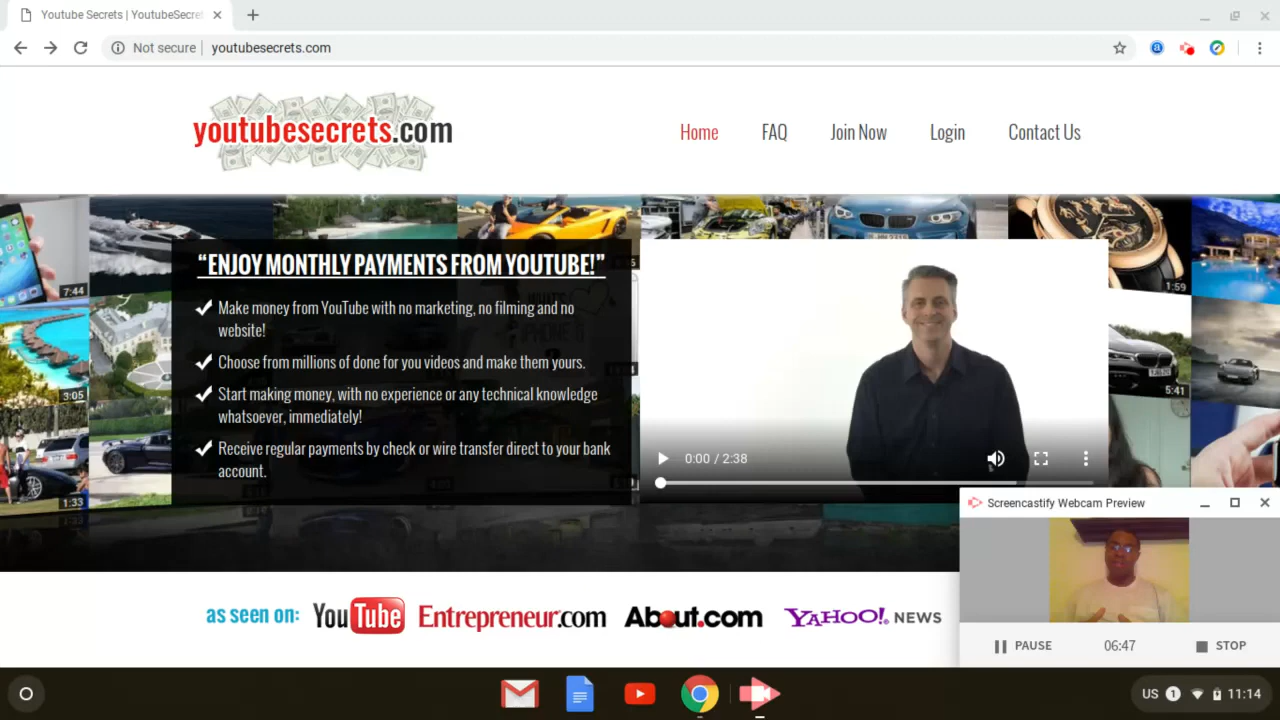 Youtube Secrets | YoutubeSecret
Not secure
youtubesecrets.com
youtubesecrets.com
Home
FAQ
Join Now
Login
Contact Us
7:44
1:59
“ENJOY MONTHLY PAYMENTS FROM YOUTUBE!”
Make money from YouTube with no marketing, no filming and no
website!
Choose from millions of done for you videos and make them yours.
Start making money, with no experience or any technical knowledge
whatsoever, immediately!
Receive regular payments by check or wire transfer direct to your bank
account.
3:05
5:41
1:33
0:00 / 2:38
Screencastify Webcam Preview
PAUSE
06:47
STOP
as seen on:
YouTube
Entrepreneur.com
About.com
YAHOO! NEWS
US
1
11:14